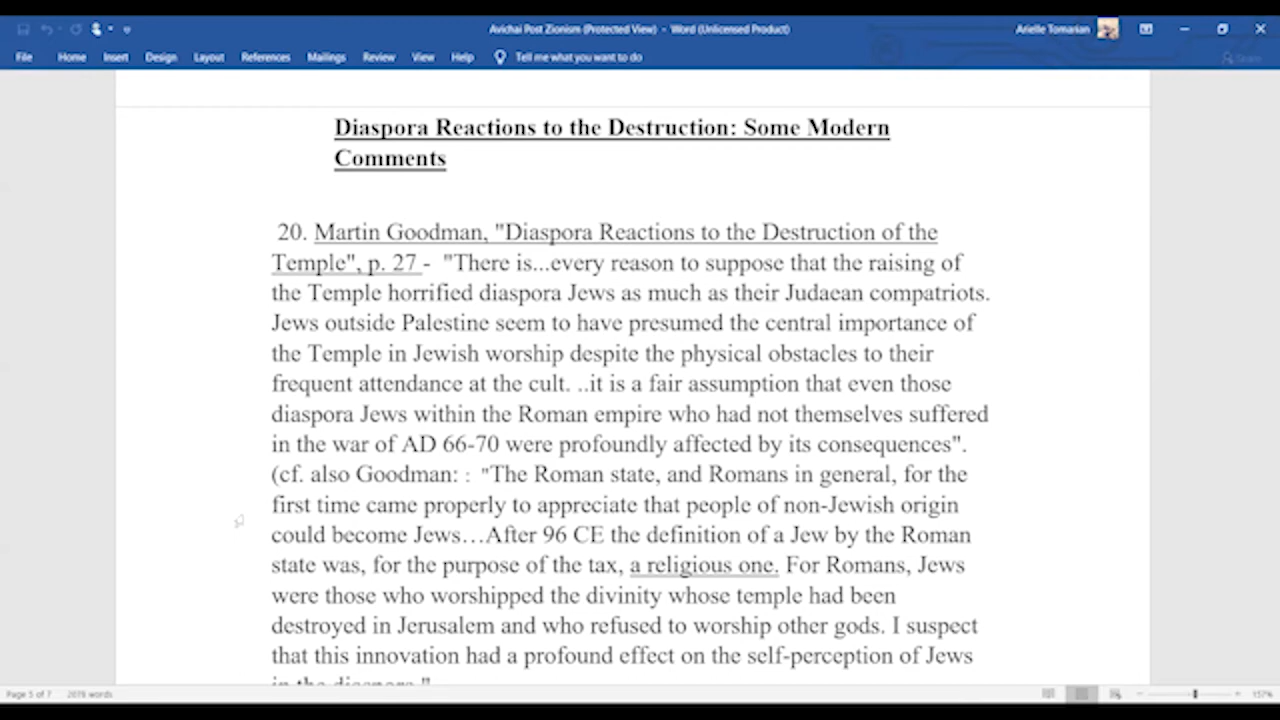 Avichai Post Zionism (Protected View) - Word (Unlicensed Product)
Arielle Tomarian
File Home Insert Design Layout References Mailings Review View Help Tell me what you want to do
Share
Diaspora Reactions to the Destruction: Some Modern
Comments
20. Martin Goodman, "Diaspora Reactions to the Destruction of the
Temple", p. 27 - "There is...every reason to suppose that the raising of
the Temple horrified diaspora Jews as much as their Judaean compatriots.
Jews outside Palestine seem to have presumed the central importance of
the Temple in Jewish worship despite the physical obstacles to their
frequent attendance at the cult. ..it is a fair assumption that even those
diaspora Jews within the Roman empire who had not themselves suffered
in the war of AD 66-70 were profoundly affected by its consequences".
(cf. also Goodman: : "The Roman state, and Romans in general, for the
first time came properly to appreciate that people of non-Jewish origin
could become Jews…After 96 CE the definition of a Jew by the Roman
state was, for the purpose of the tax, a religious one. For Romans, Jews
were those who worshipped the divinity whose temple had been
destroyed in Jerusalem and who refused to worship other gods. I suspect
that this innovation had a profound effect on the self-perception of Jews
in the diaspora."
Page 5 of 7 2078 words
157%